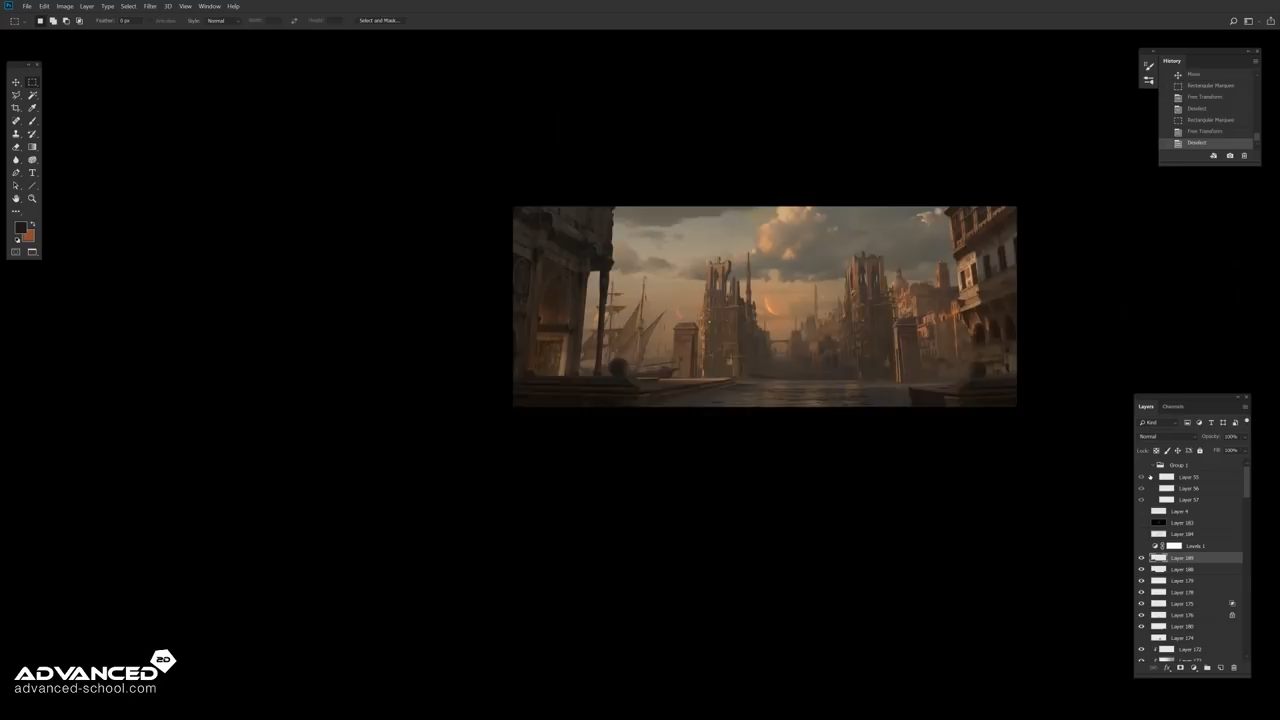 File Edit Image Layer Type Select Filter 3D View Window Help
Feather: 0 px Style: Normal Select and Mask...
History
Move
Rectangular Marquee
Free Transform
Deselect
Rectangular Marquee
Free Transform
Deselect
Layers Channels
Kind
Normal Opacity: 100%
Lock: Fill: 100%
Group 1
Layer 55
Layer 56
Layer 57
Layer 4
Layer 183
Layer 184
Levels 1
Layer 189
Layer 188
Layer 179
Layer 178
Layer 175
Layer 176
Layer 180
Layer 174
Layer 172
ADVANCED 2D
advanced-school.com